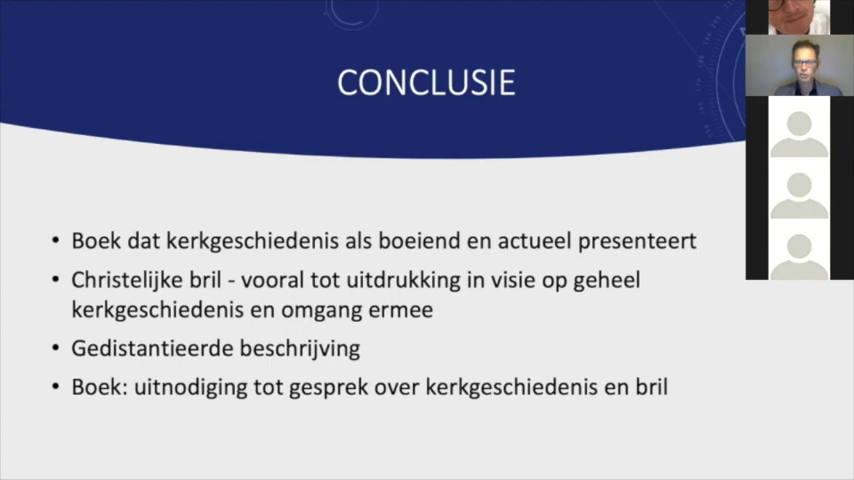 CONCLUSIE
• Boek dat kerkgeschiedenis als boeiend en actueel presenteert
• Christelijke bril - vooral tot uitdrukking in visie op geheel
kerkgeschiedenis en omgang ermee
• Gedistantieerde beschrijving
• Boek: uitnodiging tot gesprek over kerkgeschiedenis en bril